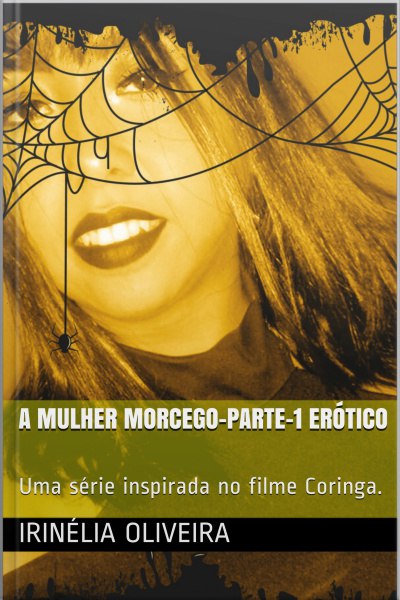 A MULHER MORCEGO-PARTE-1 ERÓTICO
Uma série inspirada no filme Coringa.
IRINÉLIA OLIVEIRA